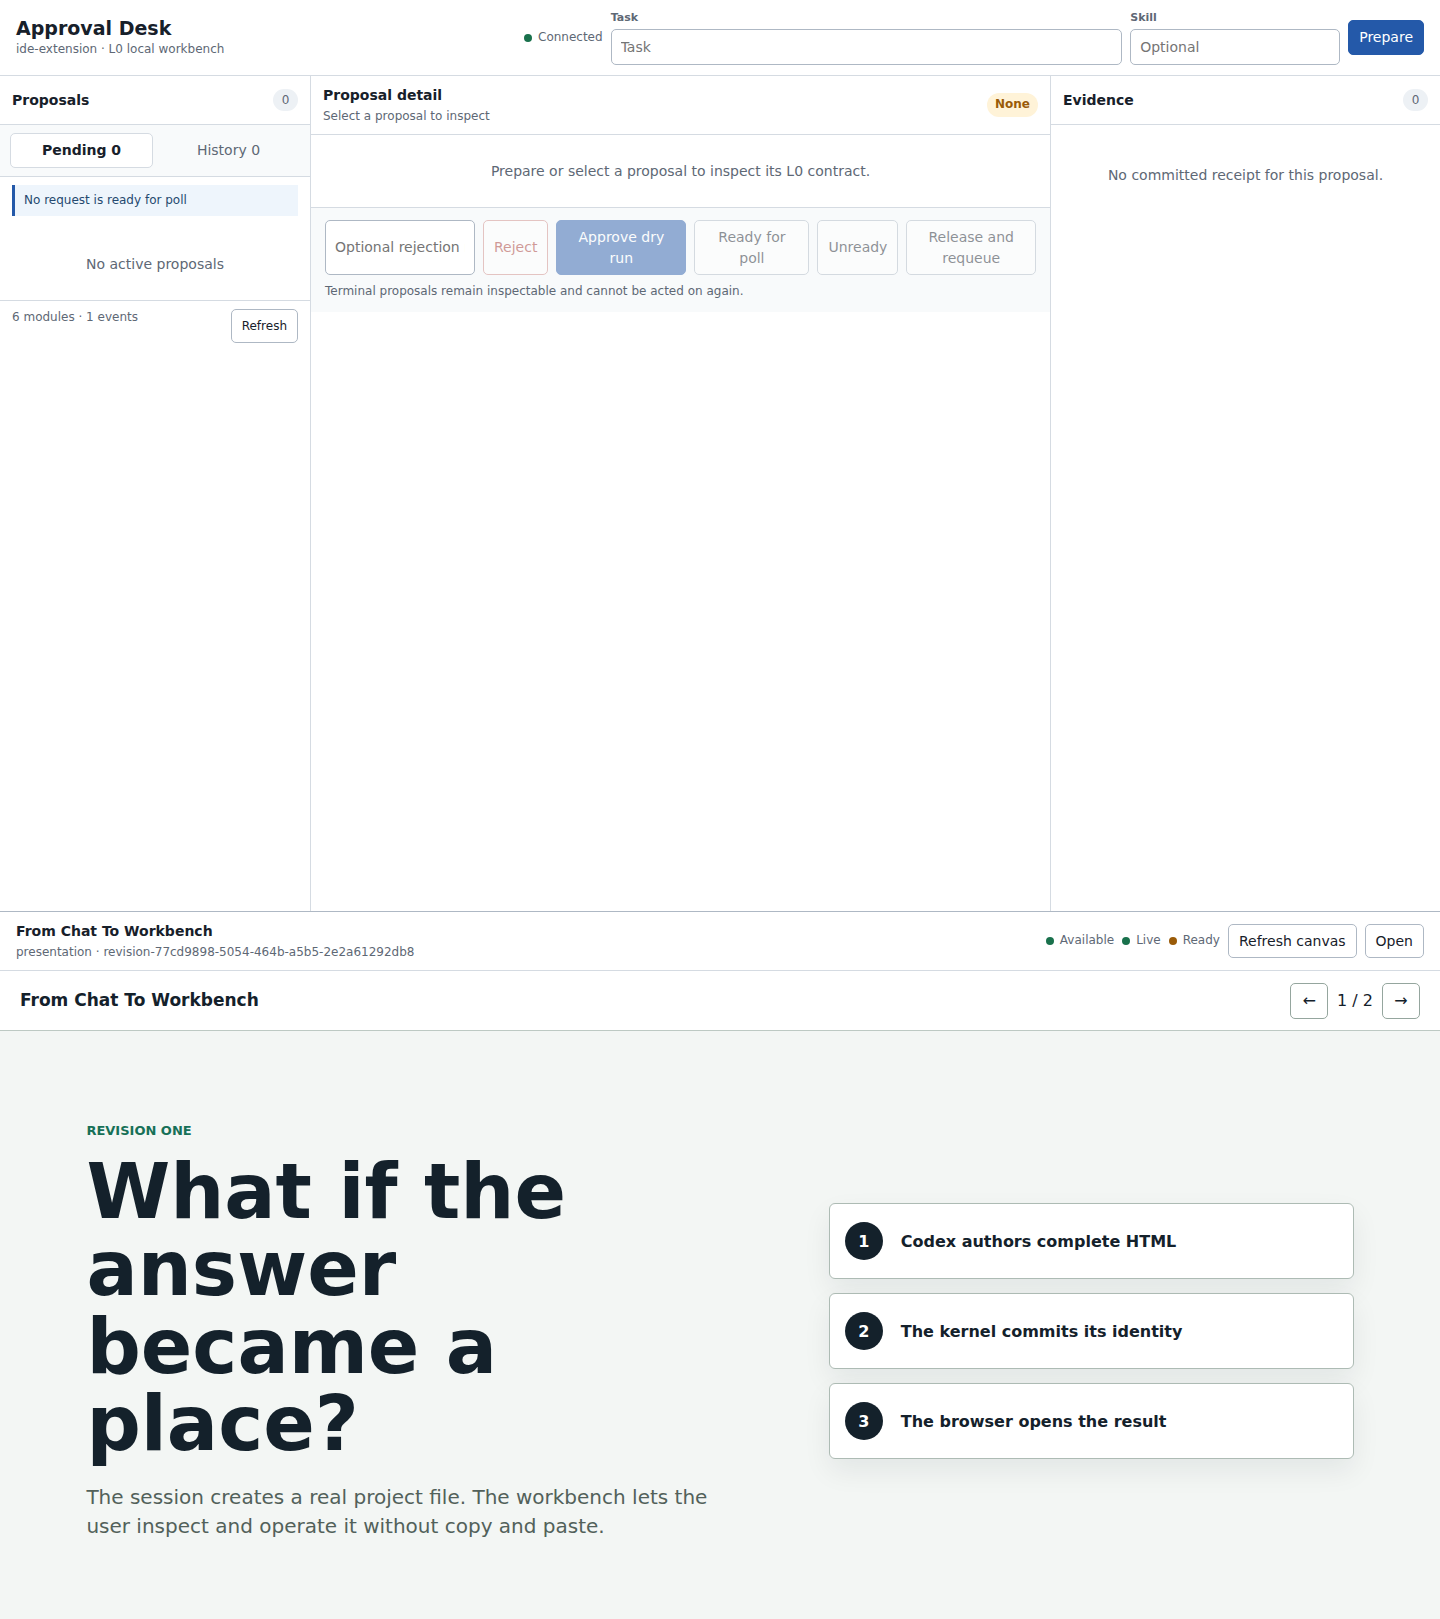 Approval Desk
ide-extension · L0 local workbench
Connected
Task
Task
Skill
Optional
Prepare
Proposals
0
Pending 0
History 0
No request is ready for poll
No active proposals
6 modules · 1 events
Refresh
Proposal detail
Select a proposal to inspect
None
Prepare or select a proposal to inspect its L0 contract.
Optional rejection
Reject
Approve dry
run
Ready for
poll
Unready
Release and
requeue
Terminal proposals remain inspectable and cannot be acted on again.
Evidence
0
No committed receipt for this proposal.
From Chat To Workbench
presentation · revision-77cd9898-5054-464b-a5b5-2e2a61292db8
Available
Live
Ready
Refresh canvas
Open
From Chat To Workbench
←
1 / 2
→
REVISION ONE
What if the
answer
became a
place?
The session creates a real project file. The workbench lets the
user inspect and operate it without copy and paste.
1 Codex authors complete HTML
2 The kernel commits its identity
3 The browser opens the result